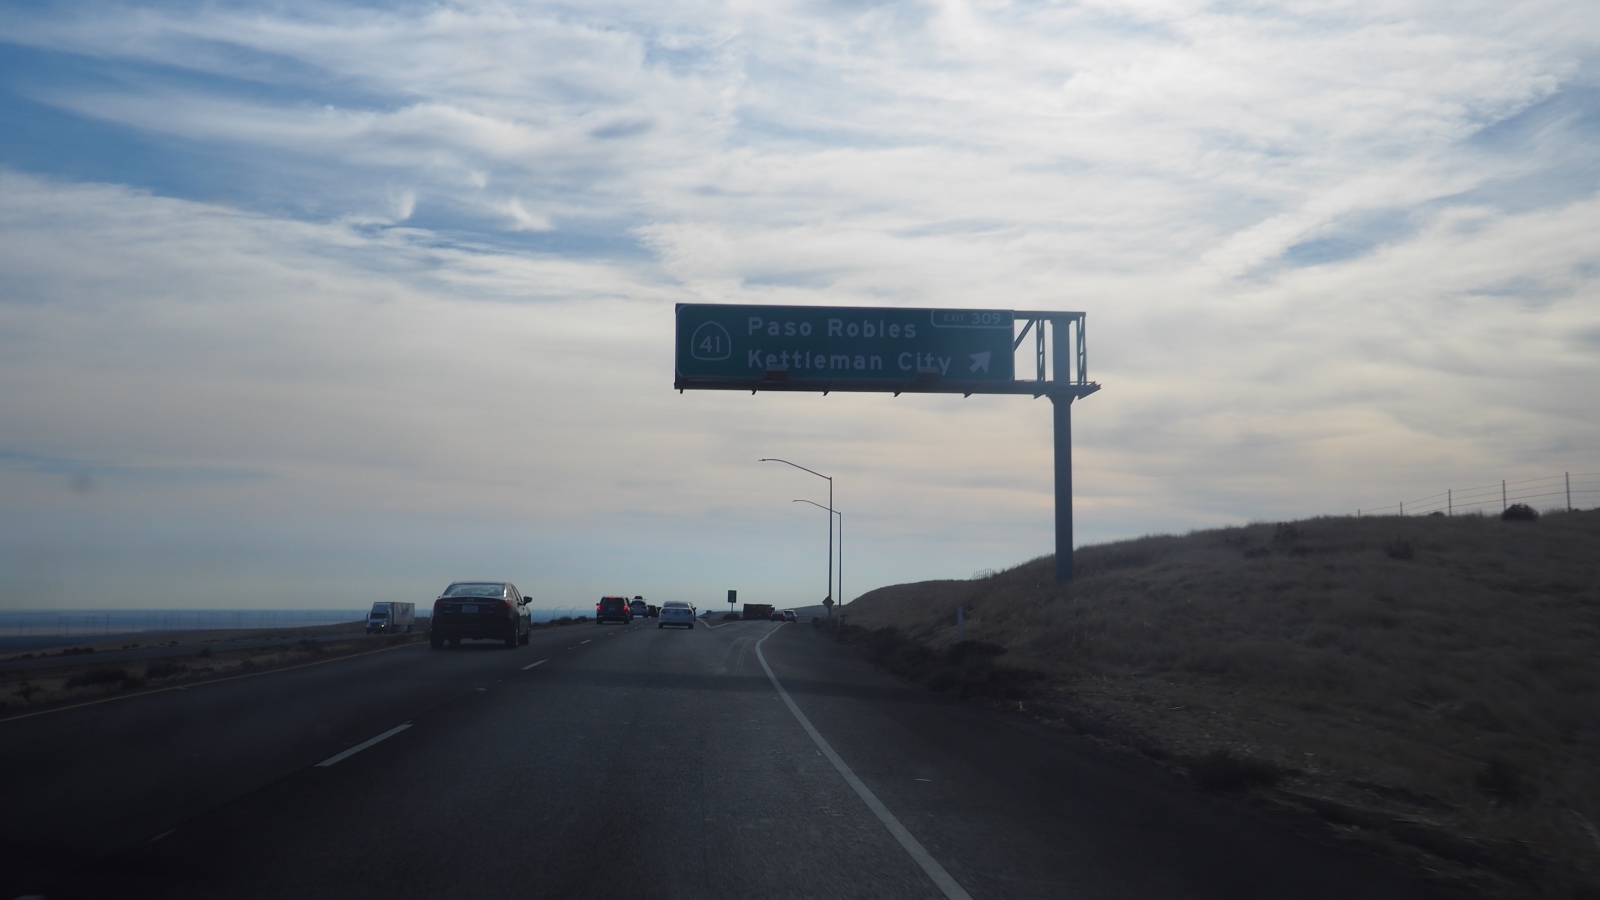 EXIT 309
41
Paso Robles
Kettleman City